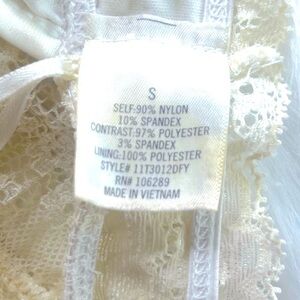 S
SELF:90% NYLON
10% SPANDEX
CONTRAST:97% POLYESTER
3% SPANDEX
LINING:100% POLYESTER
STYLE# 11T3012DFY
RN# 106289
MADE IN VIETNAM